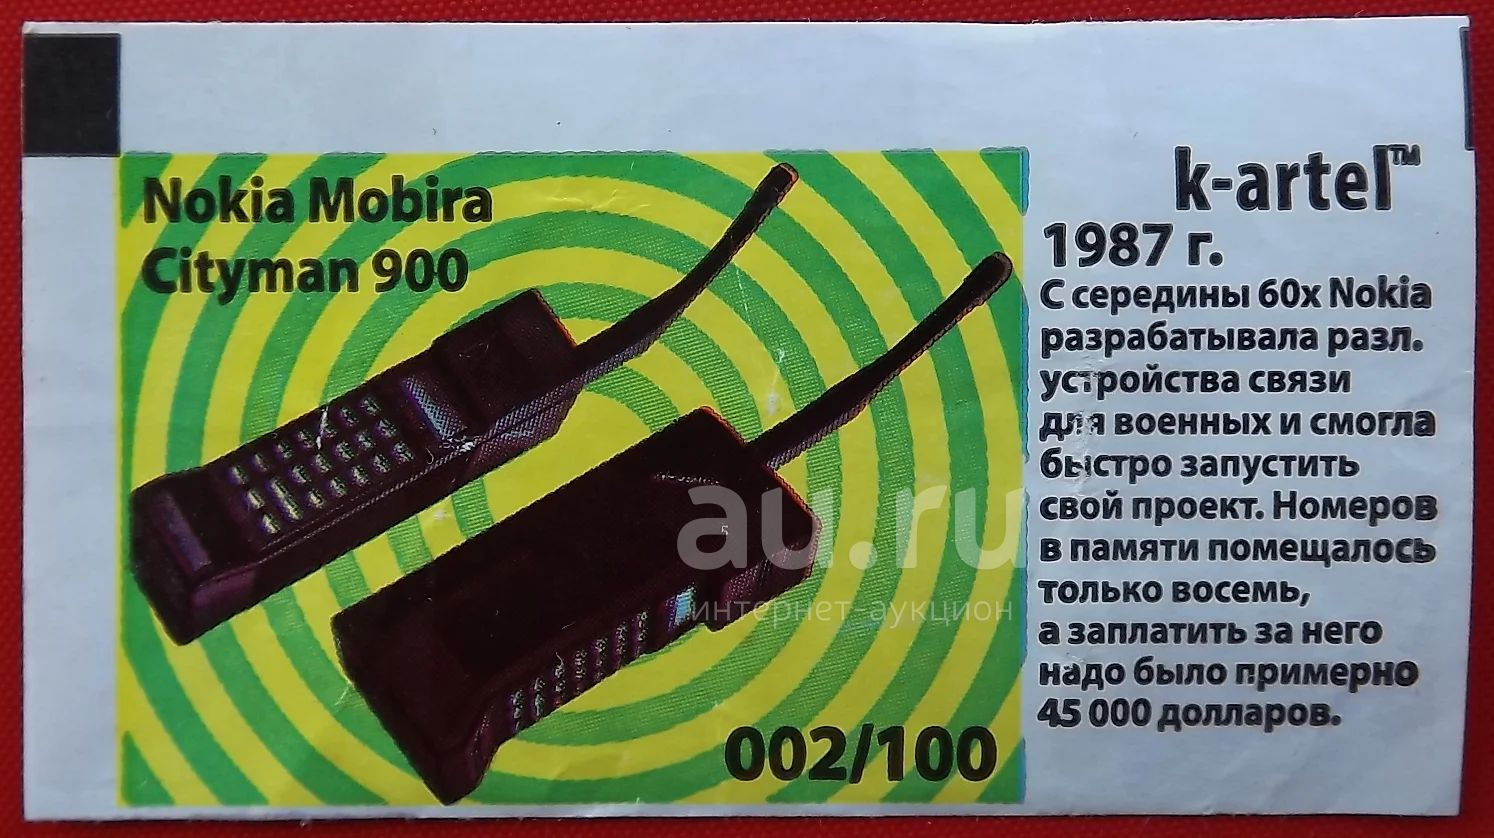 Nokia Mobira
Cityman 900
002/100
k-artel™
1987 г.
С середины 60х Nokia
разрабатывала разл.
устройства связи
для военных и смогла
быстро запустить
свой проект. Номеров
в памяти помещалось
только восемь,
а заплатить за него
надо было примерно
45 000 долларов.
au.ru
интернет-аукцион